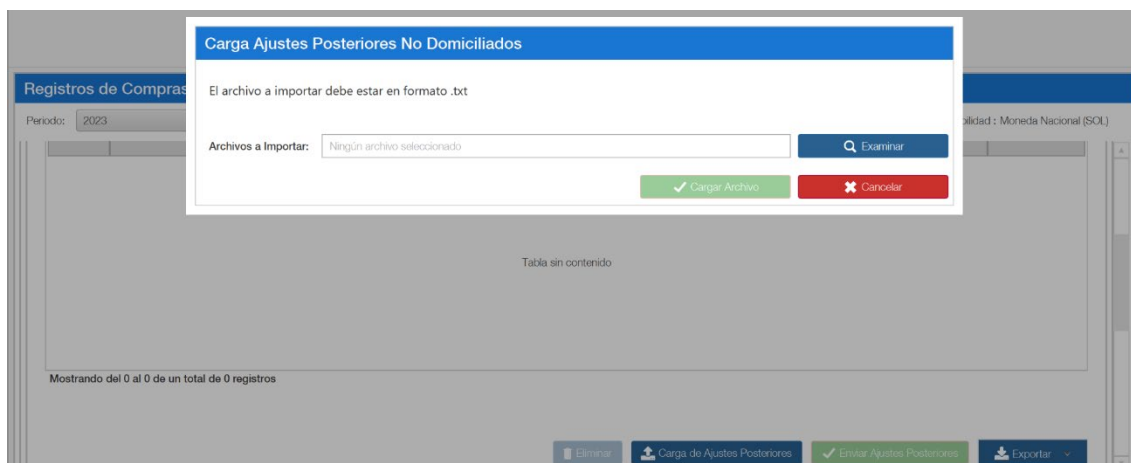 Carga Ajustes Posteriores No Domiciliados
Registros de Compras
El archivo a importar debe estar en formato .txt
Periodo: 2023
bilidad : Moneda Nacional (SOL)
Archivos a Importar: Ningún archivo seleccionado Examinar
Cargar Archivo Cancelar
Tabla sin contenido
Mostrando del 0 al 0 de un total de 0 registros
Eliminar Carga de Ajustes Posteriores Enviar Ajustes Posteriores Exportar